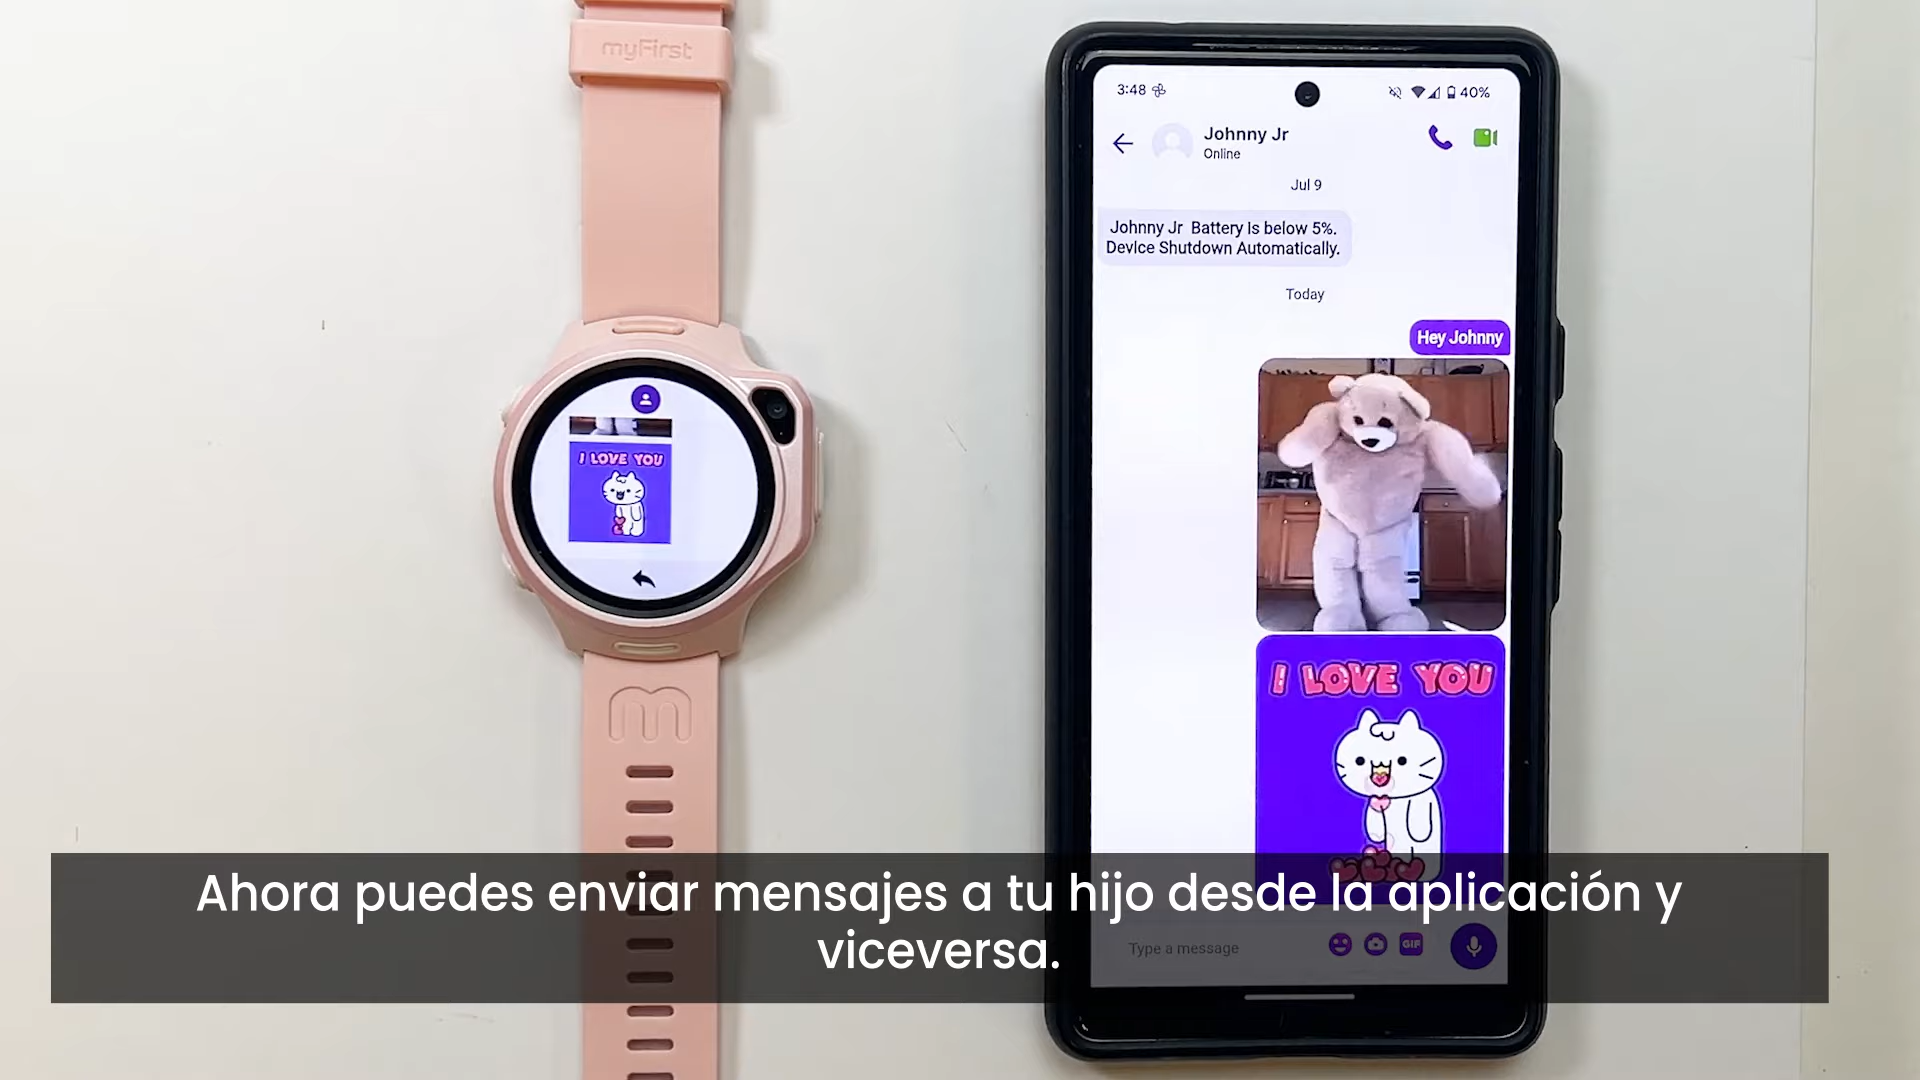 myFirst
I LOVE YOU
3:48
40%
Johnny Jr
Online
Jul 9
Johnny Jr Battery is below 5%.
Device Shutdown Automatically.
Today
Hey Johnny
I LOVE YOU
Type a message
GIF
Ahora puedes enviar mensajes a tu hijo desde la aplicación y
viceversa.